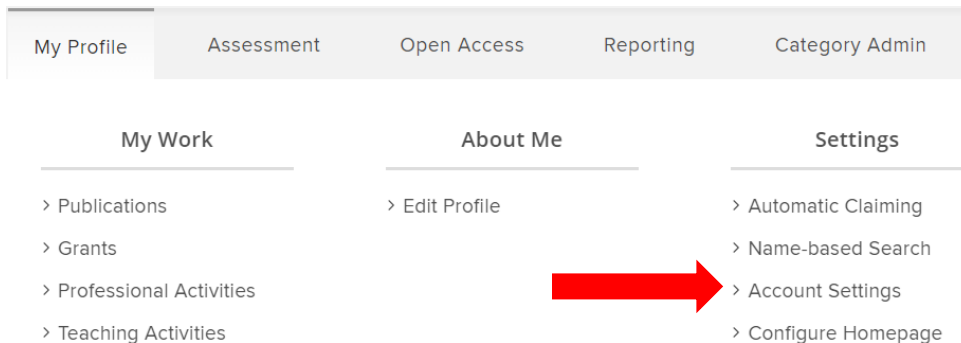 My Profile Assessment Open Access Reporting Category Admin
My Work
> Publications
> Grants
> Professional Activities
> Teaching Activities
About Me
> Edit Profile
Settings
> Automatic Claiming
> Name-based Search
> Account Settings
> Configure Homepage